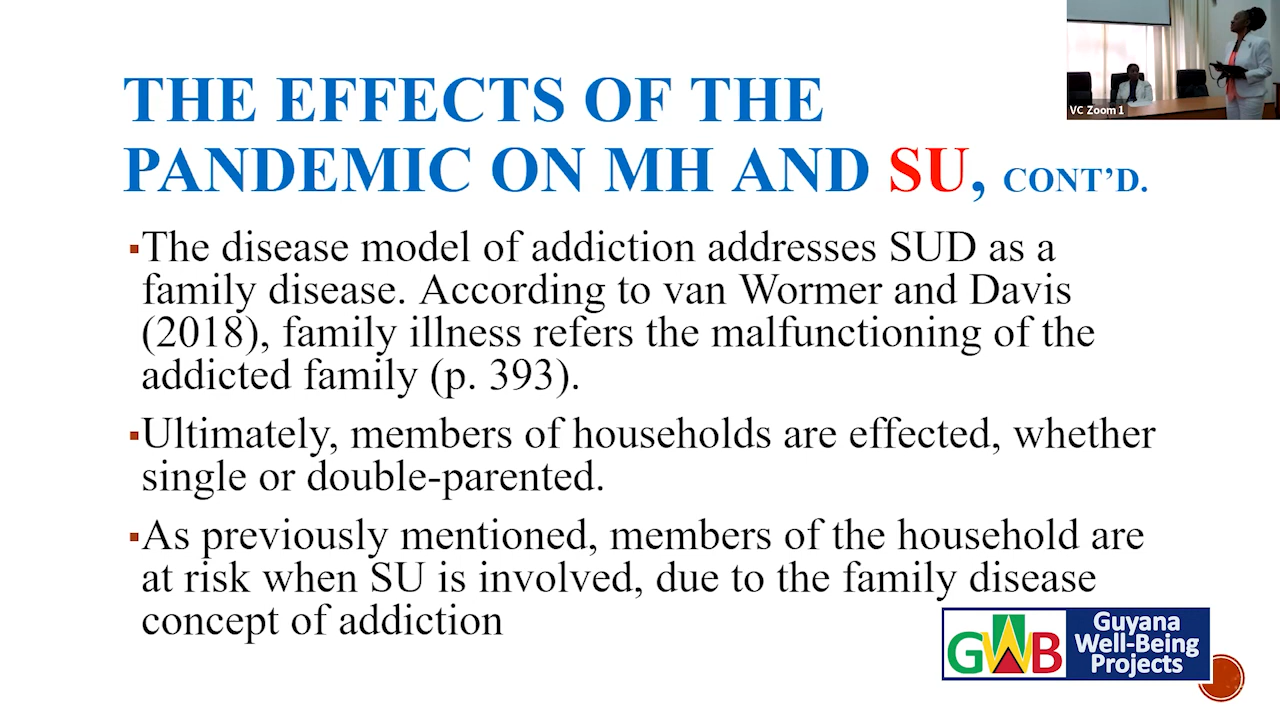 VC Zoom 1
THE EFFECTS OF THE
PANDEMIC ON MH AND SU, CONT’D.
▪The disease model of addiction addresses SUD as a
family disease. According to van Wormer and Davis
(2018), family illness refers the malfunctioning of the
addicted family (p. 393).
▪Ultimately, members of households are effected, whether
single or double-parented.
▪As previously mentioned, members of the household are
at risk when SU is involved, due to the family disease
concept of addiction
GWB
Guyana
Well-Being
Projects